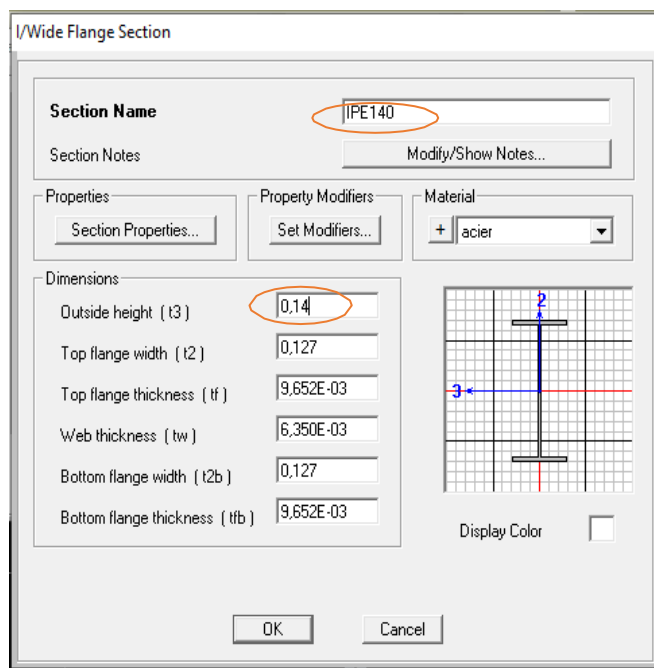 I/Wide Flange Section
Section Name IPE140
Section Notes Modify/Show Notes...
Properties Property Modifiers Material
Section Properties... Set Modifiers... + acier
Dimensions
Outside height ( t3 ) 0,14
Top flange width ( t2 ) 0,127
Top flange thickness ( tf ) 9,652E-03
Web thickness ( tw ) 6,350E-03
Bottom flange width ( t2b ) 0,127
Bottom flange thickness ( tfb ) 9,652E-03
2
3
Display Color
OK Cancel